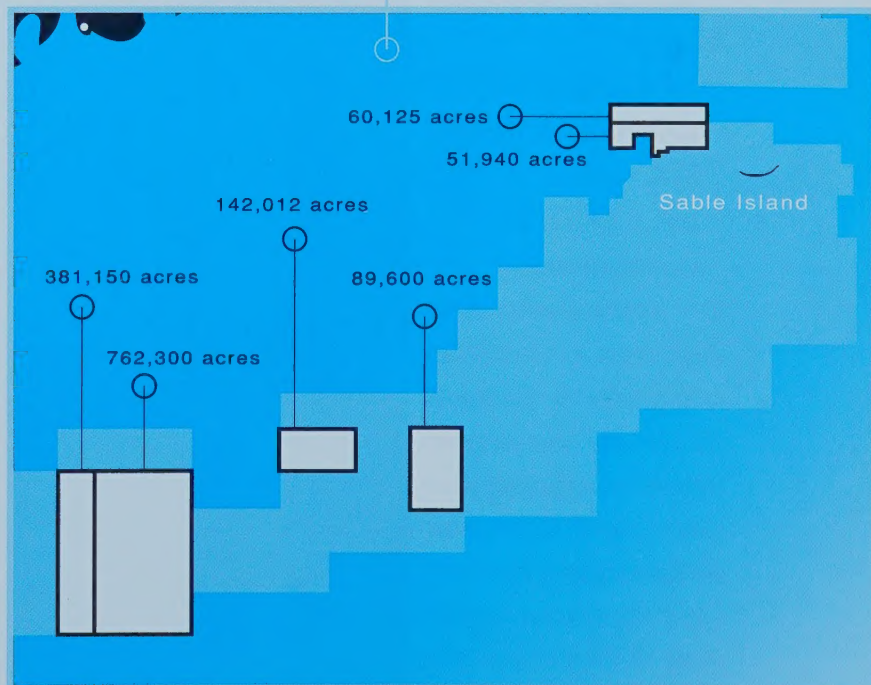 60,125 acres
51,940 acres
Sable Island
142,012 acres
381,150 acres
89,600 acres
762,300 acres